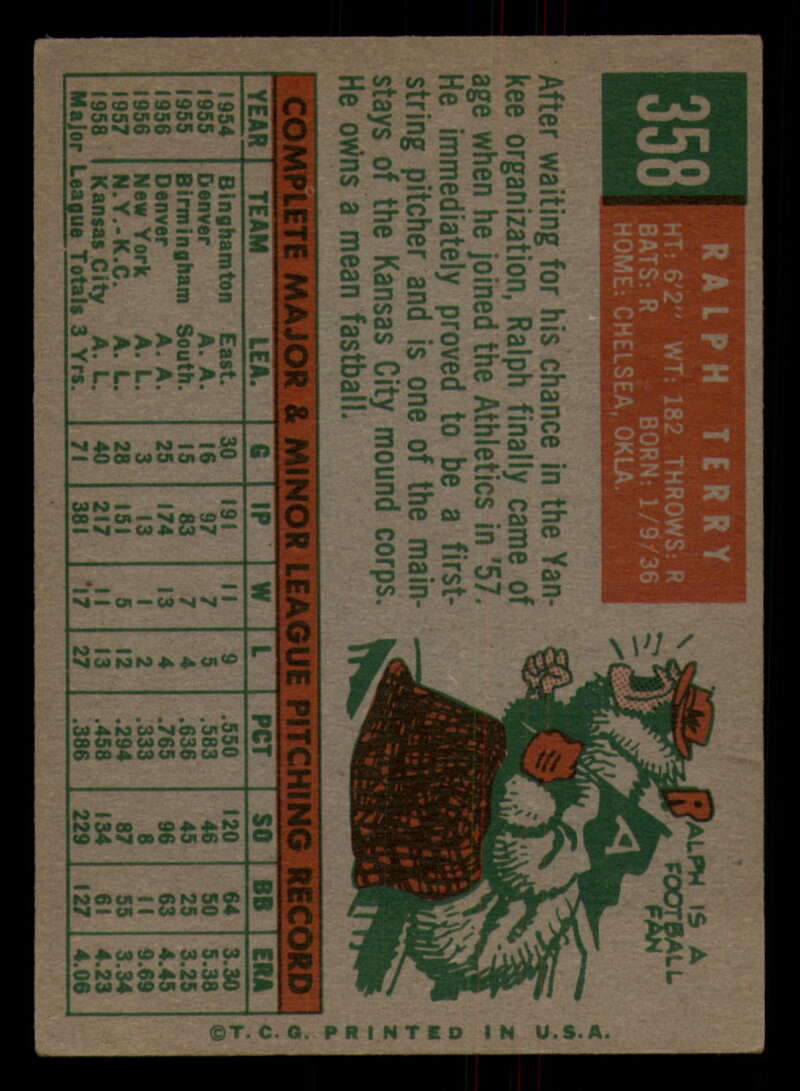 358
RALPH TERRY
HT: 6'2" WT: 182 THROWS: R
BATS: R BORN: 1/9/36
HOME: CHELSEA, OKLA.
After waiting for his chance in the Yan-
kee organization, Ralph finally came of
age when he joined the Athletics in '57.
He immediately proved to be a first-
string pitcher and is one of the main-
stays of the Kansas City mound corps.
He owns a mean fastball.
RALPH IS A
FOOTBALL
FAN
A
COMPLETE MAJOR & MINOR LEAGUE PITCHING RECORD
YEAR TEAM LEA. G IP W L PCT SO BB ERA
1954 Binghamton East. 30 191 11 9 .550 120 64 3.30
1955 Denver A. A. 16 97 7 5 .583 46 50 5.38
1955 Birmingham South. 15 83 7 4 .636 45 25 3.25
1956 Denver A. A. 25 174 13 4 .765 96 63 4.45
1956 New York A. L. 3 13 1 2 .333 8 11 9.69
1957 N.Y.-K.C. A. L. 28 151 5 12 .294 87 55 3.34
1958 Kansas City A. L. 40 217 11 13 .458 134 61 4.23
Major League Totals 3 Yrs. 71 381 17 27 .386 229 127 4.06
©T.C.G. PRINTED IN U.S.A.